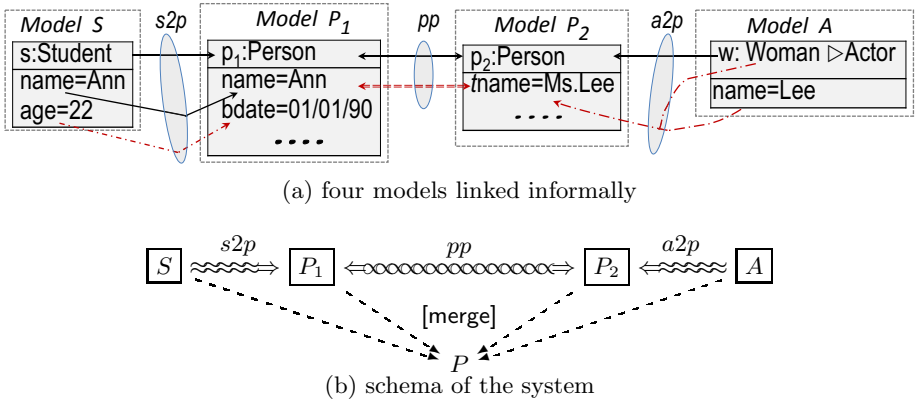 Model S s2p Model P1 pp Model P2 a2p Model A
s:Student p1:Person p2:Person w: Woman ▷Actor
name=Ann name=Ann tname=Ms.Lee name=Lee
age=22 bdate=01/01/90 ....
....
(a) four models linked informally
s2p pp a2p
S P1 P2 A
[merge]
P
(b) schema of the system